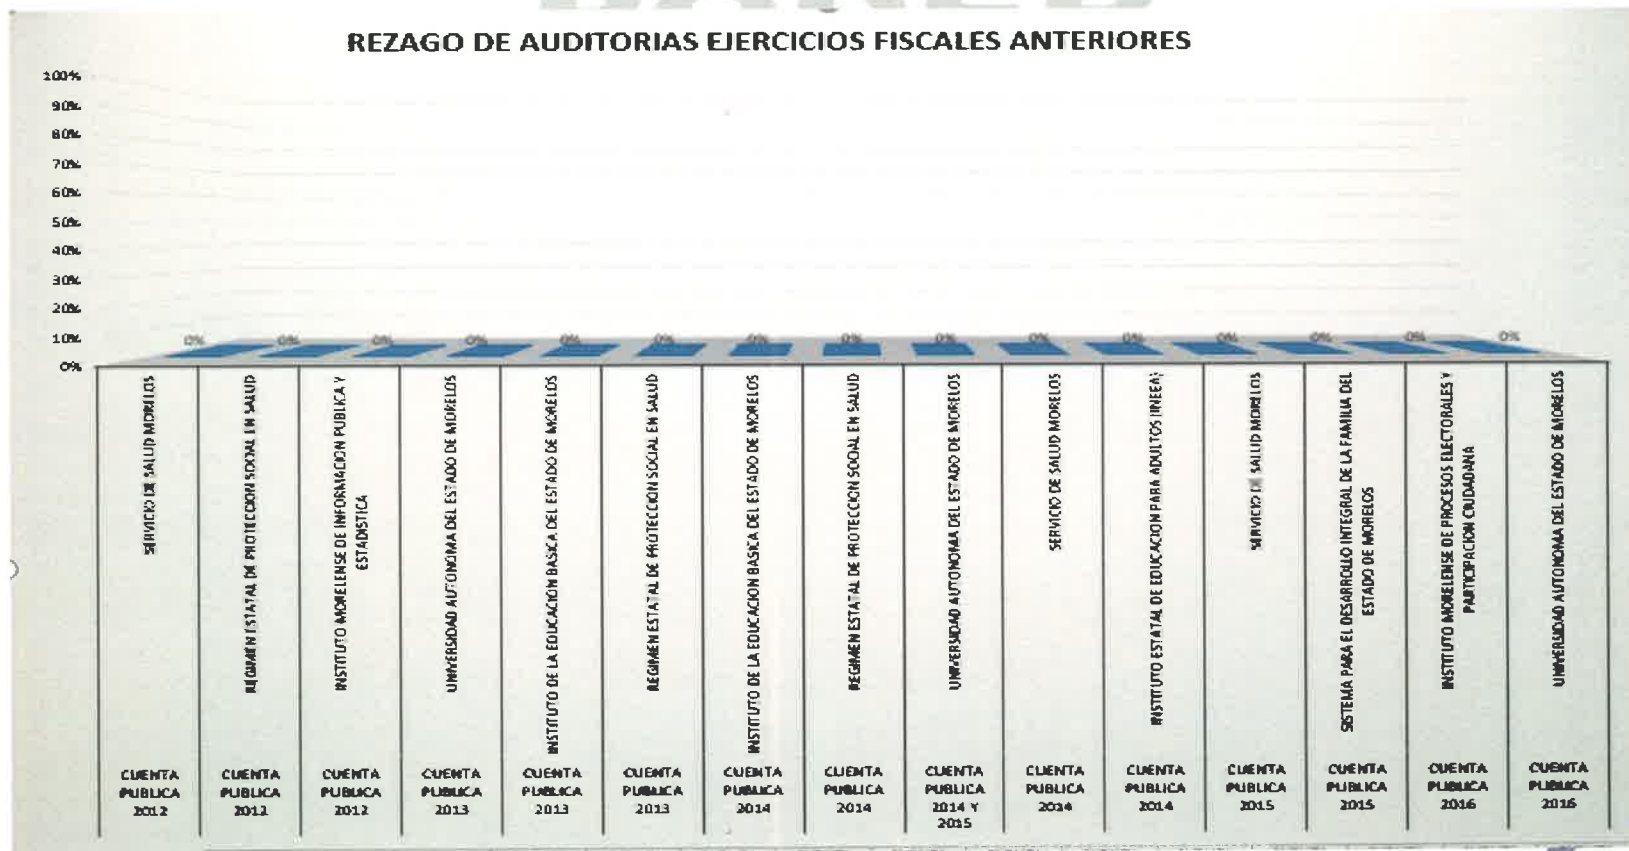 REZAGO DE AUDITORIAS EJERCICIOS FISCALES ANTERIORES
100%
90%
80%
70%
60%
50%
40%
30%
20%
10%
0%
0% 0% 0% 0% 0% 0% 0% 0% 0% 0% 0% 0% 0% 0% 0%
SERVICIO DE SALUD MORELOS
REGIMEN ESTATAL DE PROTECCION SOCIAL EN SALUD
INSTITUTO MORELENSE DE INFORMACION PUBLICA Y
ESTADISTICA
UNIVERSIDAD AUTONOMA DEL ESTADO DE MORELOS
INSTITUTO DE LA EDUCACION BASICA DEL ESTADO DE MORELOS
REGIMEN ESTATAL DE PROTECCION SOCIAL EN SALUD
INSTITUTO DE LA EDUCACION BASICA DEL ESTADO DE MORELOS
REGIMEN ESTATAL DE PROTECCION SOCIAL EN SALUD
UNIVERSIDAD AUTONOMA DEL ESTADO DE MORELOS
SERVICIO DE SALUD MORELOS
INSTITUTO ESTATAL DE EDUCACION PARA ADULTOS (INEEA)
SERVICIO DE SALUD MORELOS
SISTEMA PARA EL DESARROLLO INTEGRAL DE LA FAMILIA DEL
ESTADO DE MORELOS
INSTITUTO MORELENSE DE PROCESOS ELECTORALES Y
PARTICIPACION CIUDADANA
UNIVERSIDAD AUTONOMA DEL ESTADO DE MORELOS
CUENTA
PUBLICA
2012
CUENTA
PUBLICA
2012
CUENTA
PUBLICA
2012
CUENTA
PUBLICA
2013
CUENTA
PUBLICA
2013
CUENTA
PUBLICA
2013
CUENTA
PUBLICA
2014
CUENTA
PUBLICA
2014
CUENTA
PUBLICA
2014 Y
2015
CUENTA
PUBLICA
2014
CUENTA
PUBLICA
2014
CUENTA
PUBLICA
2015
CUENTA
PUBLICA
2015
CUENTA
PUBLICA
2016
CUENTA
PUBLICA
2016